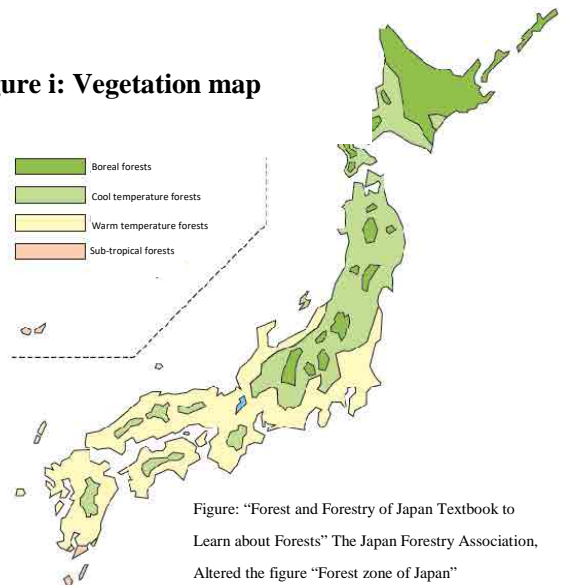 gure i: Vegetation map
Boreal forests
Cool temperature forests
Warm temperature forests
Sub-tropical forests
Figure: “Forest and Forestry of Japan Textbook to
Learn about Forests” The Japan Forestry Association,
Altered the figure “Forest zone of Japan”